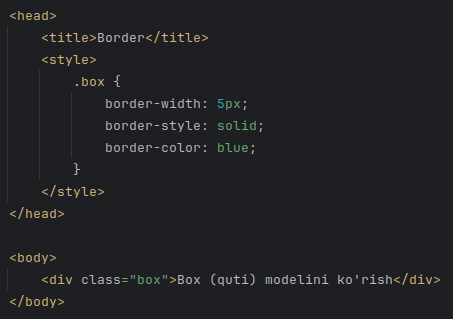 <head>
    <title>Border</title>
    <style>
        .box {
            border-width: 5px;
            border-style: solid;
            border-color: blue;
        }
    </style>
</head>

<body>
    <div class="box">Box (quti) modelini ko'rish</div>
</body>